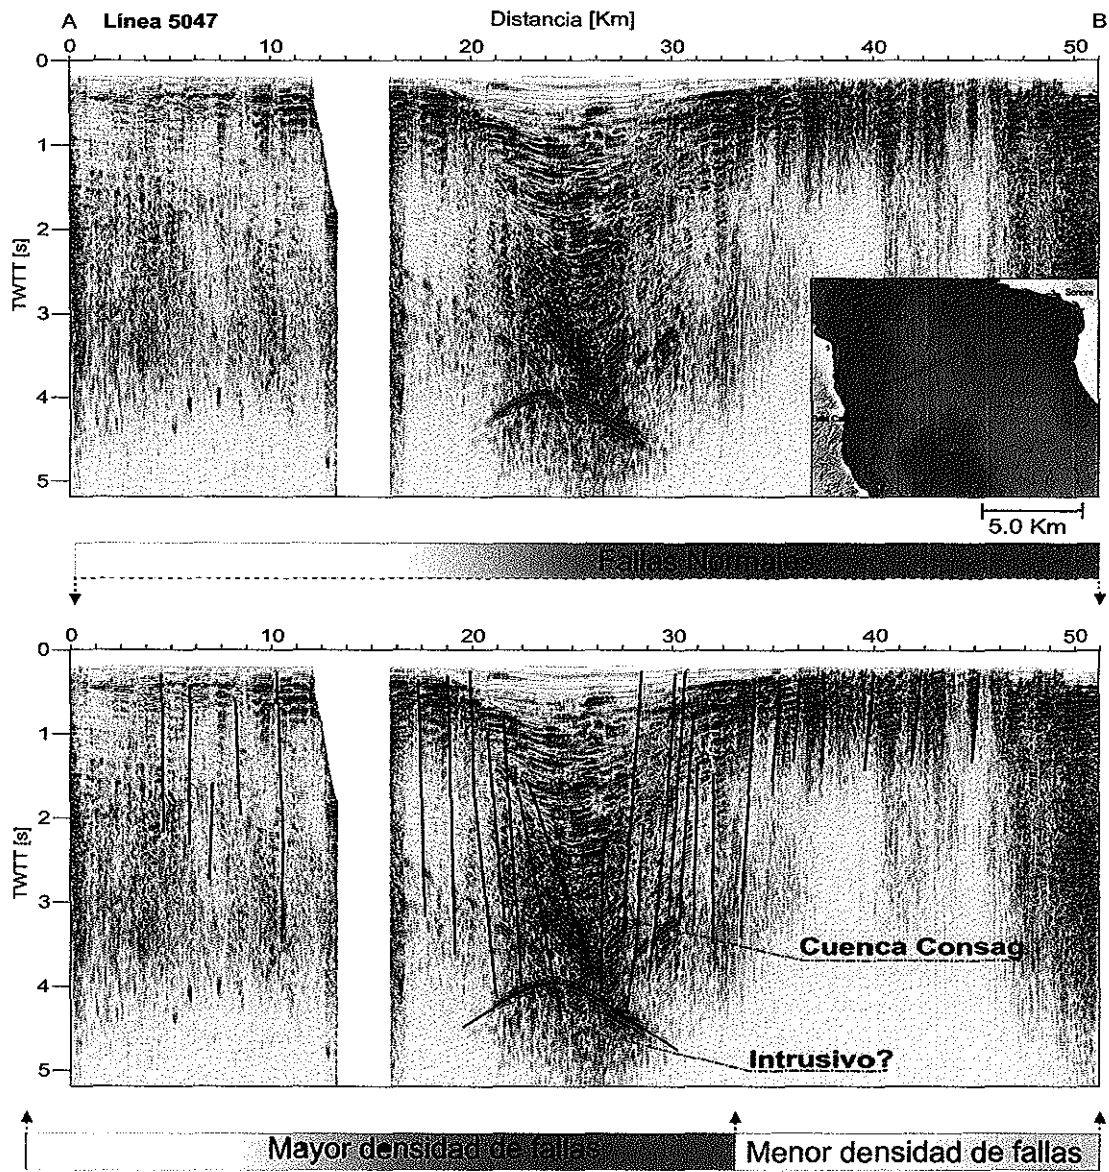 A Línea 5047 Distancia [Km] B
0 10 20 30 40 50
0
1
2
3
4
5
TWTT [s]
Sonora
5.0 Km
Fallas Normales
0 10 20 30 40 50
0
1
2
3
4
5
TWTT [s]
Cuenca Consag
Intrusivo?
Mayor densidad de fallas Menor densidad de fallas